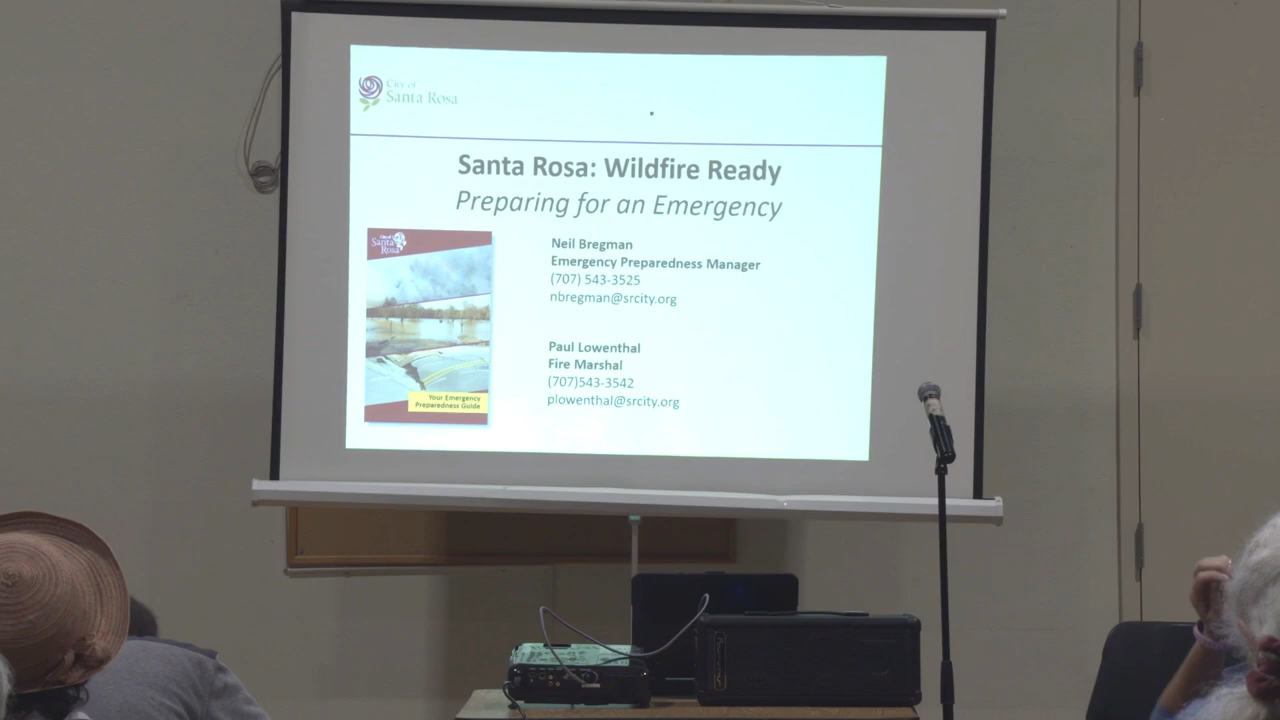 City of
Santa Rosa
Santa Rosa: Wildfire Ready
Preparing for an Emergency
City of
Santa
Rosa
Your Emergency
Preparedness Guide
Neil Bregman
Emergency Preparedness Manager
(707) 543-3525
nbregman@srcity.org
Paul Lowenthal
Fire Marshal
(707)543-3542
plowenthal@srcity.org